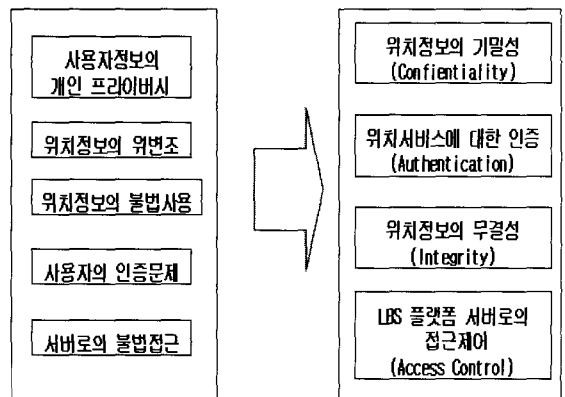 사용자정보의
개인 프라이버시
위치정보의 위변조
위치정보의 불법사용
사용자의 인증문제
서버로의 불법접근
위치정보의 기밀성
(Confientiality)
위치서비스에 대한 인증
(Authentication)
위치정보의 무결성
(Integrity)
LBS 플랫폼 서버로의
접근제어
(Access Control)